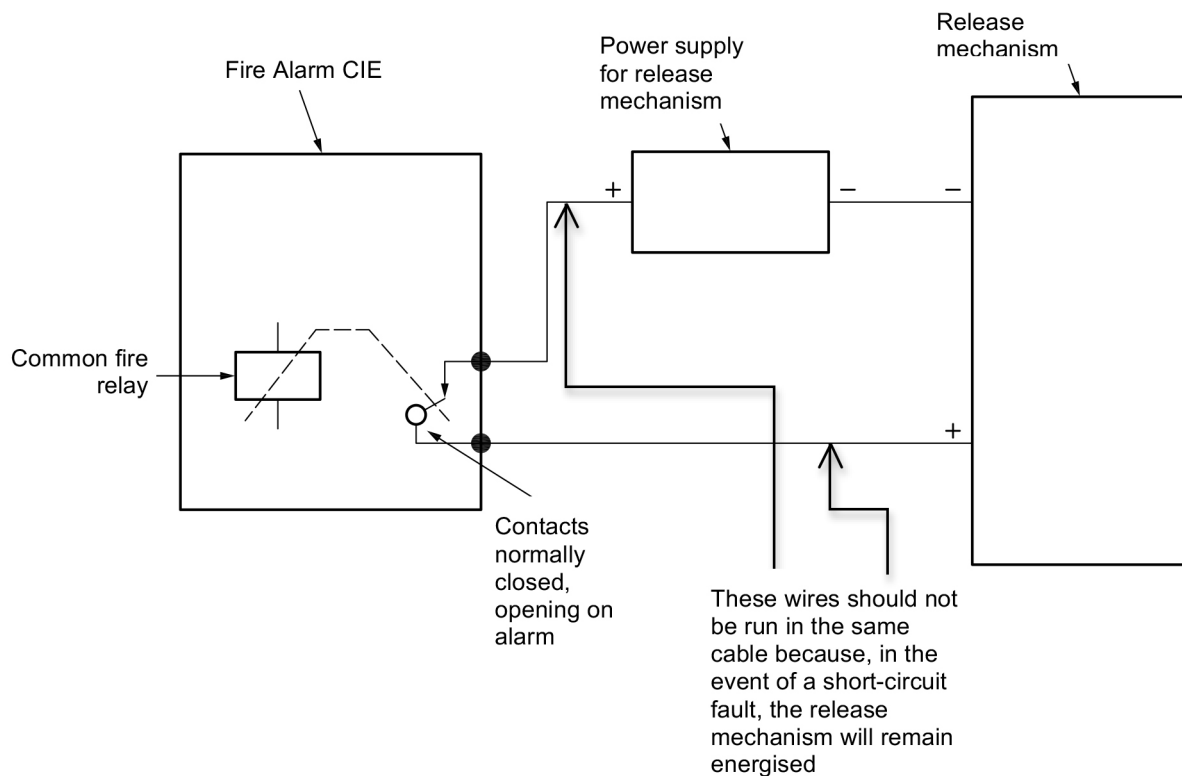 Release
mechanism
Power supply
for release
mechanism
Fire Alarm CIE
+
−
−
Common fire
relay
+
Contacts
normally
closed,
opening on
alarm
These wires should not
be run in the same
cable because, in the
event of a short-circuit
fault, the release
mechanism will remain
energised